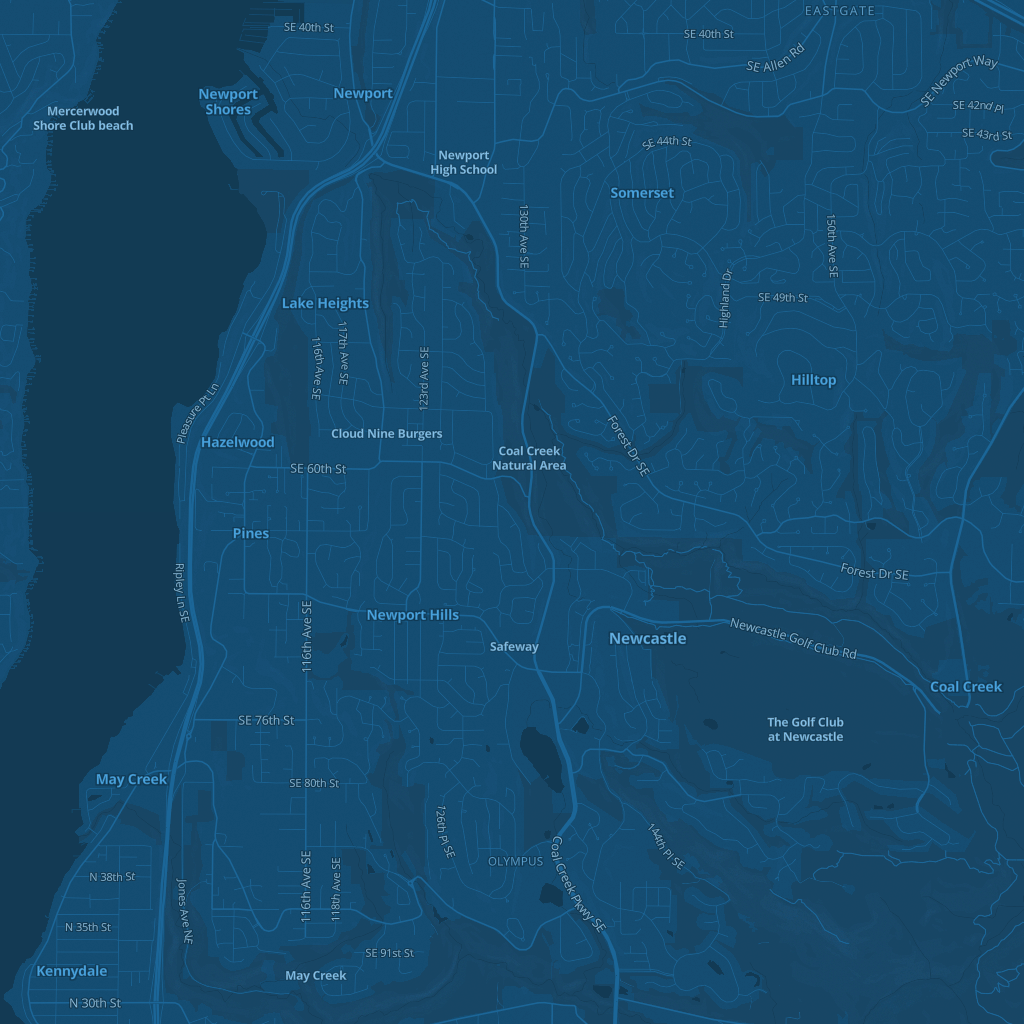 EASTGATE
SE 40th St
SE 40th St
SE Allen Rd
SE Newport Way
Newport
Shores
Newport
Mercerwood
Shore Club beach
SE 42nd Pl
SE 43rd St
SE 44th St
Newport
High School
Somerset
130th Ave SE
150th Ave SE
Highland Dr
SE 49th St
Lake Heights
117th Ave SE
116th Ave SE
123rd Ave SE
Hilltop
Pleasure Pt Ln
Hazelwood
Cloud Nine Burgers
Forest Dr SE
Coal Creek
Natural Area
SE 60th St
Pines
Ripley Ln SE
Forest Dr SE
Newport Hills
116th Ave SE
Safeway
Newcastle
Newcastle Golf Club Rd
Coal Creek
SE 76th St
The Golf Club
at Newcastle
May Creek
SE 80th St
126th Pl SE
144th Pl SE
OLYMPUS
Coal Creek Pkwy SE
N 38th St
Jones Ave NE
116th Ave SE
118th Ave SE
N 35th St
SE 91st St
Kennydale
May Creek
N 30th St